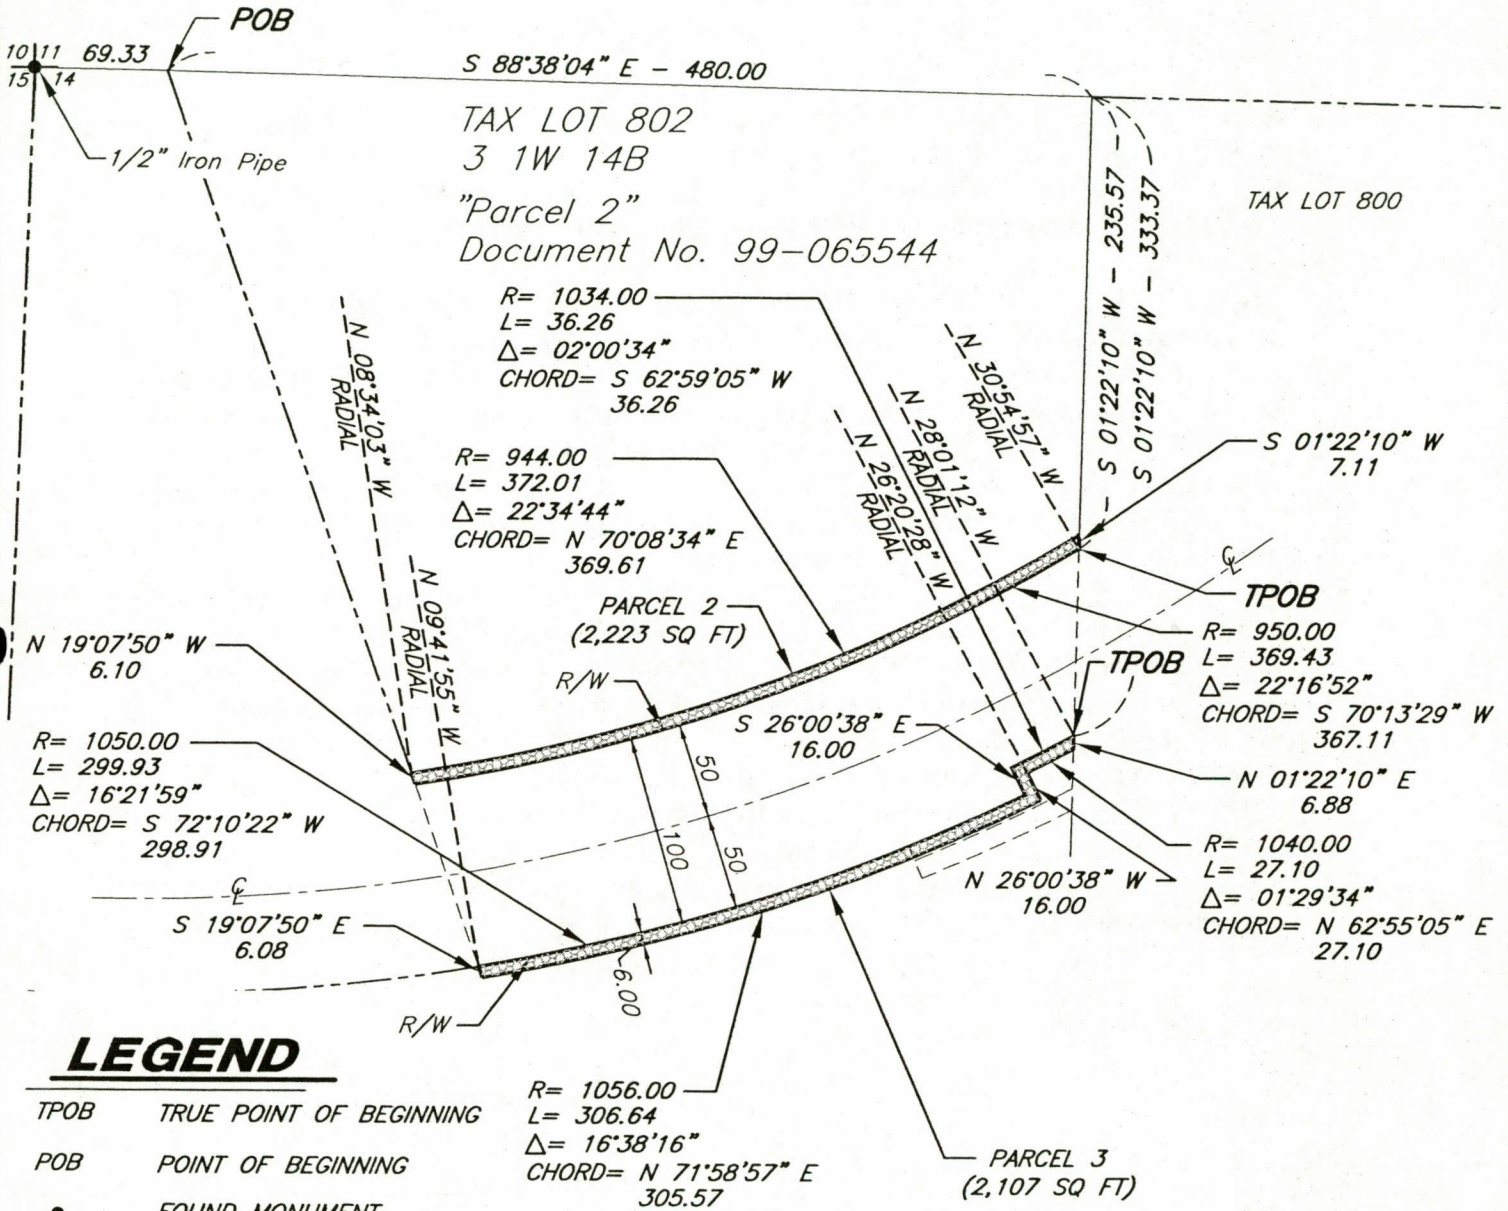 POB
10 11
15 14
69.33
S 88°38'04" E - 480.00
1/2" Iron Pipe
TAX LOT 802
3 1W 14B
"Parcel 2"
Document No. 99-065544
TAX LOT 800
S 01°22'10" W - 235.57
S 01°22'10" W - 333.37
R= 1034.00
L= 36.26
Δ= 02°00'34"
CHORD= S 62°59'05" W
36.26
N 08°34'03" W
RADIAL
N 30°54'57" W
RADIAL
N 28°01'12" W
RADIAL
N 26°20'28" W
RADIAL
S 01°22'10" W
7.11
R= 944.00
L= 372.01
Δ= 22°34'44"
CHORD= N 70°08'34" E
369.61
N 09°41'55" W
RADIAL
PARCEL 2
(2,223 SQ FT)
℄
TPOB
N 19°07'50" W
6.10
R/W
TPOB
R= 950.00
L= 369.43
Δ= 22°16'52"
CHORD= S 70°13'29" W
367.11
S 26°00'38" E
16.00
R= 1050.00
L= 299.93
Δ= 16°21'59"
CHORD= S 72°10'22" W
298.91
50
100
50
N 01°22'10" E
6.88
R= 1040.00
L= 27.10
Δ= 01°29'34"
CHORD= N 62°55'05" E
27.10
N 26°00'38" W
16.00
℄
S 19°07'50" E
6.08
6.00
R/W
LEGEND
TPOB TRUE POINT OF BEGINNING
POB POINT OF BEGINNING
FOUND MONUMENT
R= 1056.00
L= 306.64
Δ= 16°38'16"
CHORD= N 71°58'57" E
305.57
PARCEL 3
(2,107 SQ FT)